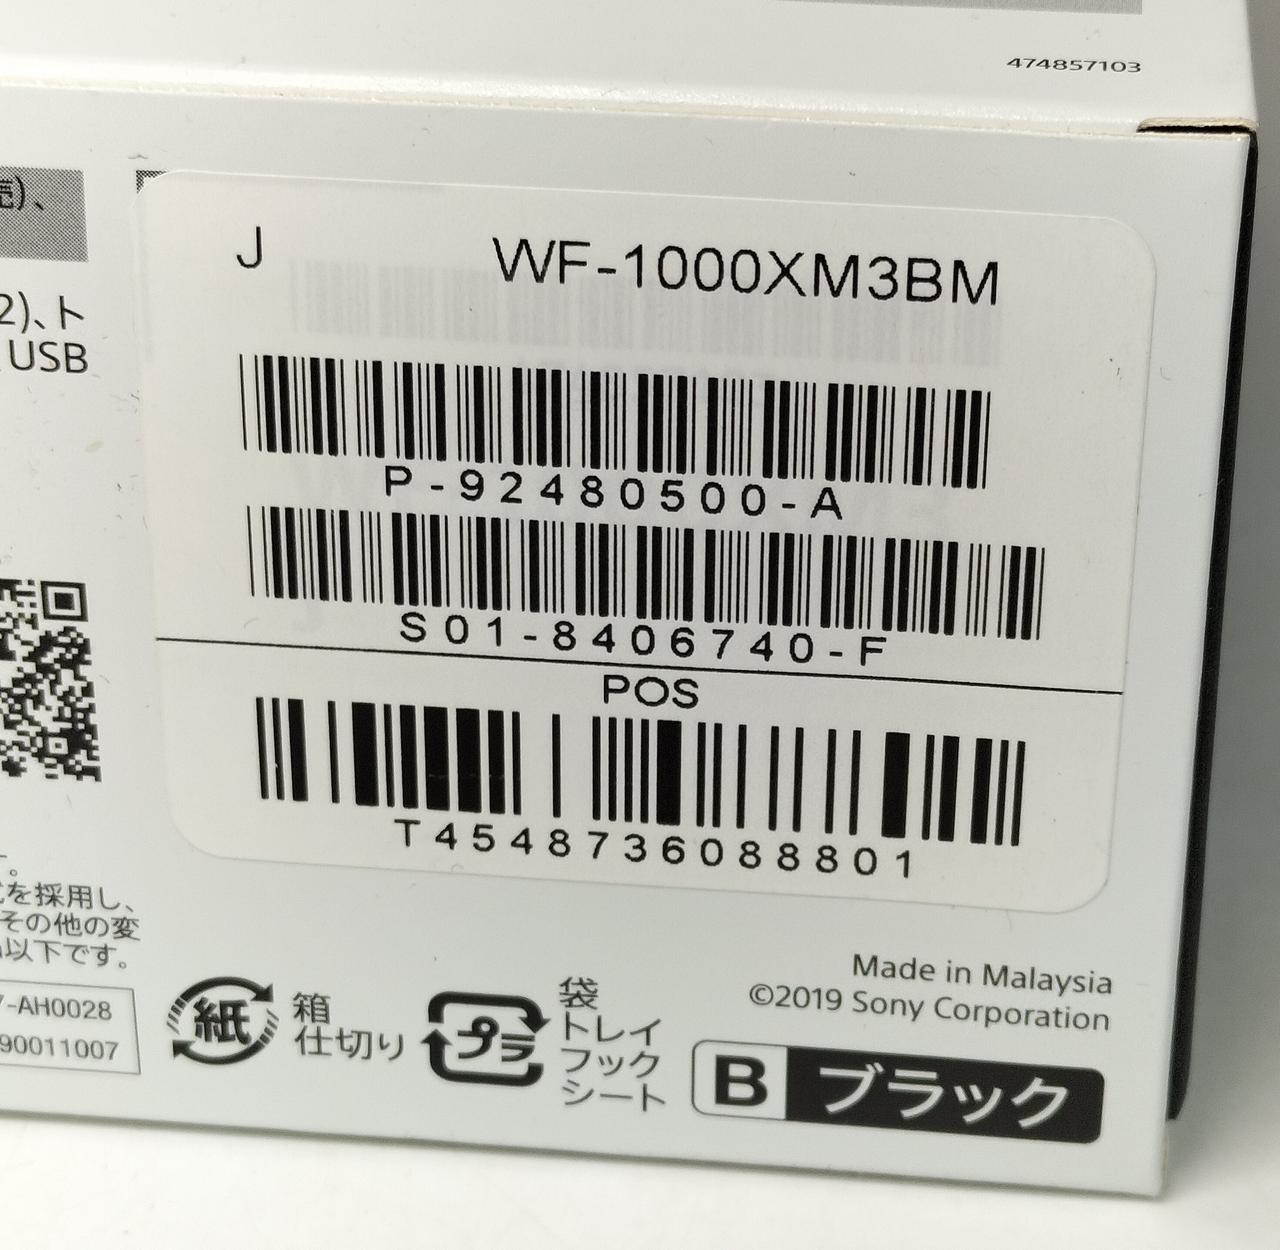 474857103
売)、
2)、ト
USB
J WF-1000XM3BM
P-92480500-A
S01-8406740-F
POS
T4548736088801
を採用し、
その他の変
以下です。
-AH0028
90011007
紙
箱
仕切り
プラ
袋
トレイ
フック
シート
Made in Malaysia
©2019 Sony Corporation
B ブラック